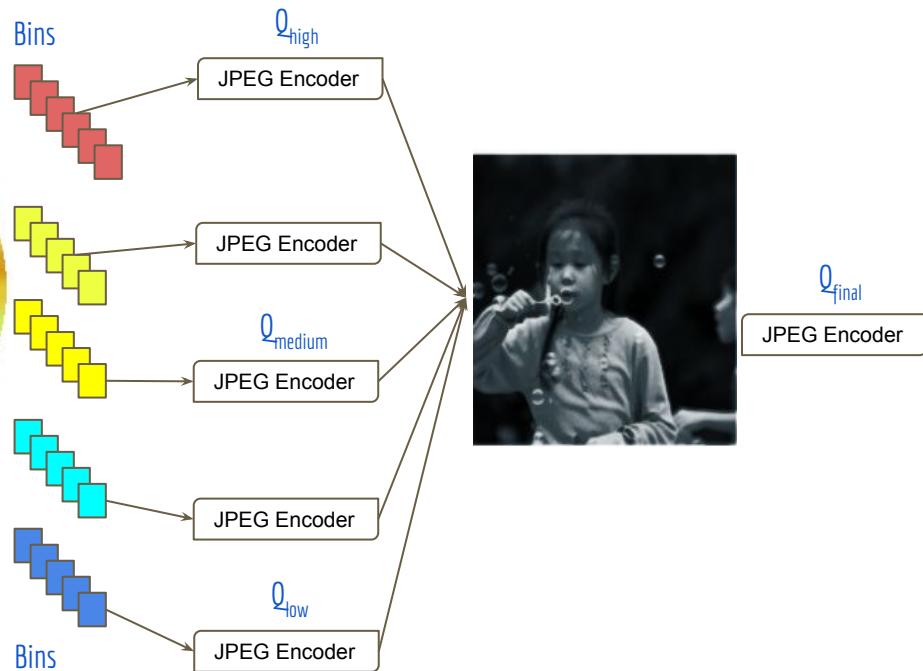 Bins
Q_high
JPEG Encoder
JPEG Encoder
Q_medium
JPEG Encoder
JPEG Encoder
Q_low
JPEG Encoder
Bins
Q_final
JPEG Encoder